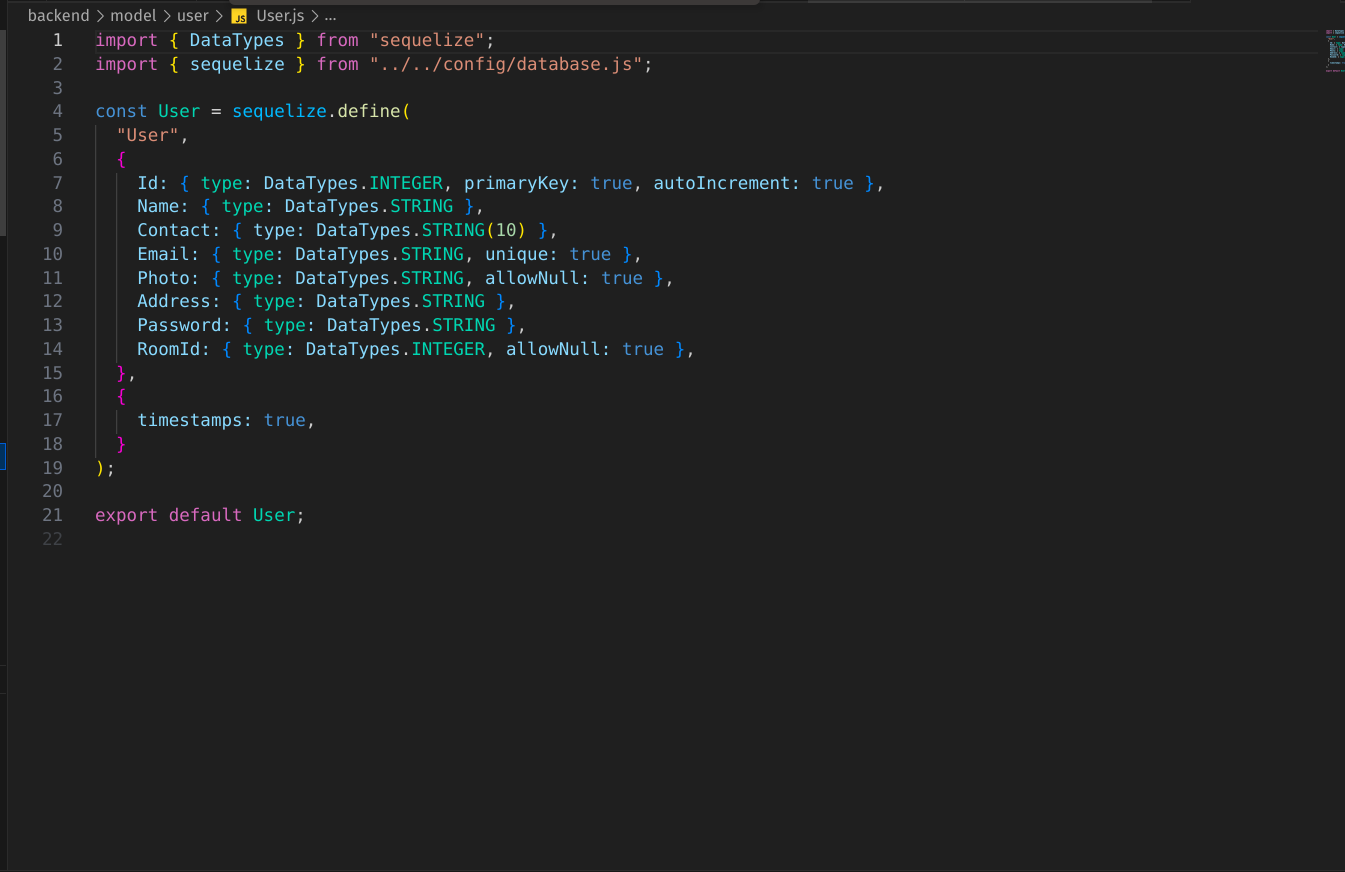 backend > model > user > JS User.js > ...
1 import { DataTypes } from "sequelize";
2 import { sequelize } from "../../config/database.js";
3
4 const User = sequelize.define(
5   "User",
6   {
7     Id: { type: DataTypes.INTEGER, primaryKey: true, autoIncrement: true },
8     Name: { type: DataTypes.STRING },
9     Contact: { type: DataTypes.STRING(10) },
10     Email: { type: DataTypes.STRING, unique: true },
11     Photo: { type: DataTypes.STRING, allowNull: true },
12     Address: { type: DataTypes.STRING },
13     Password: { type: DataTypes.STRING },
14     RoomId: { type: DataTypes.INTEGER, allowNull: true },
15   },
16   {
17     timestamps: true,
18   }
19 );
20
21 export default User;
22